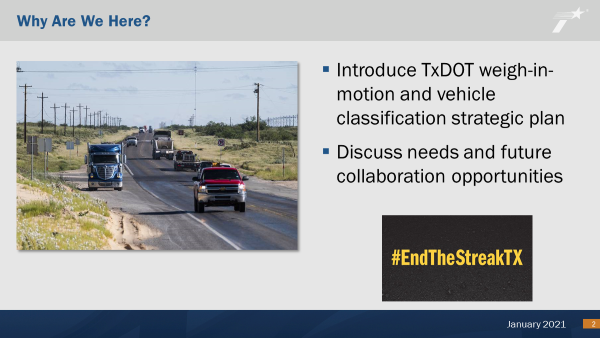 Why Are We Here?
▪ Introduce TxDOT weigh-in-
motion and vehicle
classification strategic plan
▪ Discuss needs and future
collaboration opportunities
#EndTheStreakTX
January 2021
2